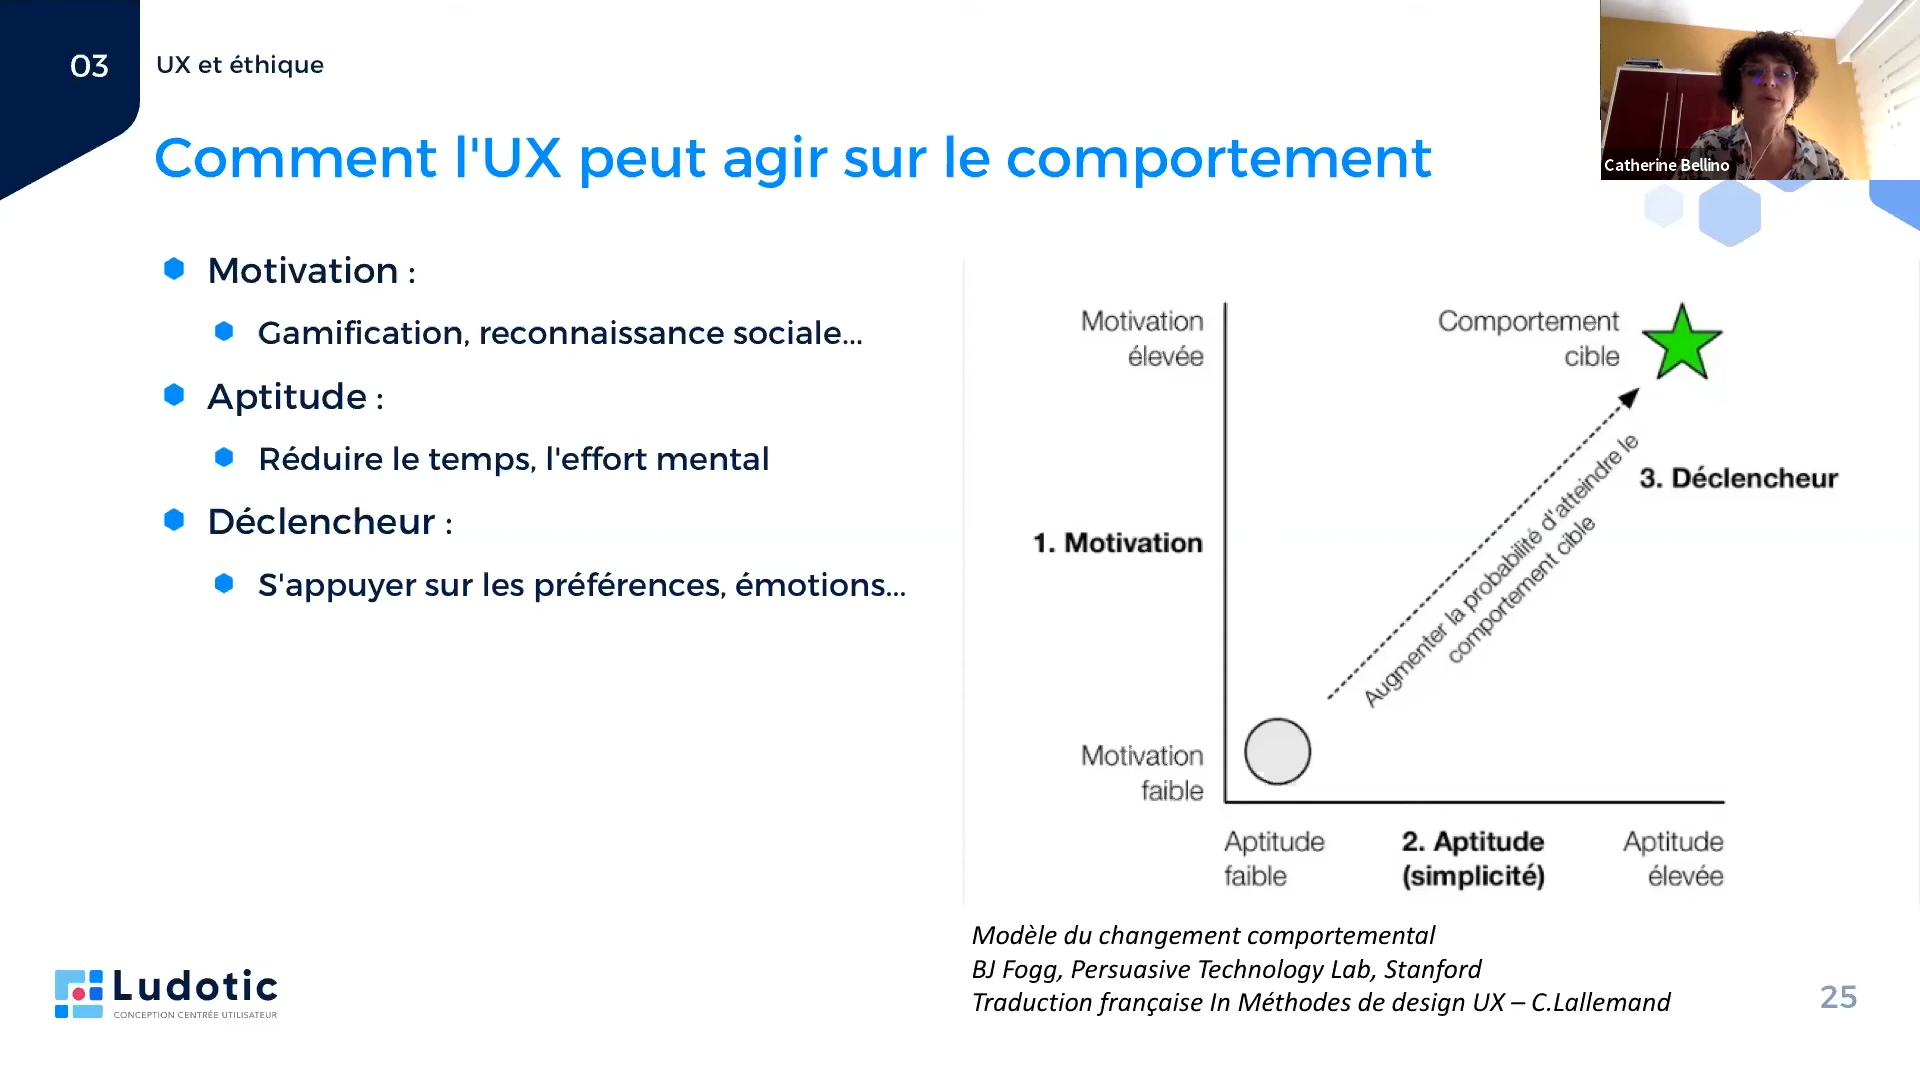 03
UX et éthique
Comment l'UX peut agir sur le comportement
Catherine Bellino
Motivation :
Gamification, reconnaissance sociale...
Aptitude :
Réduire le temps, l'effort mental
Déclencheur :
S'appuyer sur les préférences, émotions...
Motivation
élevée
Comportement
cible
3. Déclencheur
1. Motivation
Augmenter la probabilité d'atteindre le
comportement cible
Motivation
faible
Aptitude
faible
2. Aptitude
(simplicité)
Aptitude
élevée
Modèle du changement comportemental
BJ Fogg, Persuasive Technology Lab, Stanford
Traduction française In Méthodes de design UX – C.Lallemand
Ludotic
CONCEPTION CENTRÉE UTILISATEUR
25